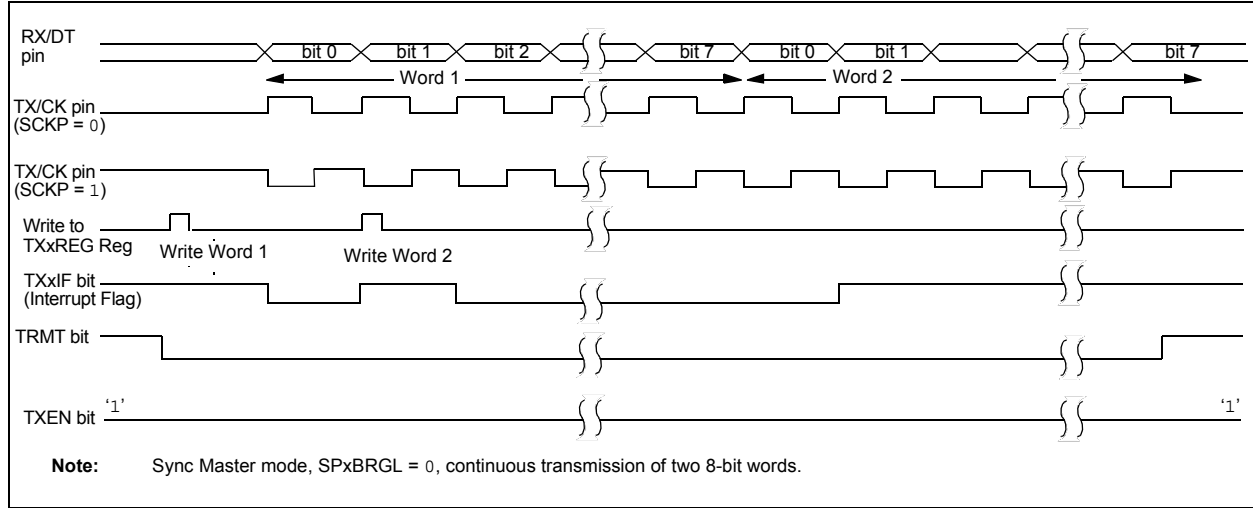 RX/DT
pin
bit 0 bit 1 bit 2 bit 7 bit 0 bit 1 bit 7
Word 1 Word 2
TX/CK pin
(SCKP = 0)
TX/CK pin
(SCKP = 1)
Write to
TXxREG Reg
Write Word 1 Write Word 2
TXxIF bit
(Interrupt Flag)
TRMT bit
‘1’ ‘1’
TXEN bit
Note: Sync Master mode, SPxBRGL = 0, continuous transmission of two 8-bit words.